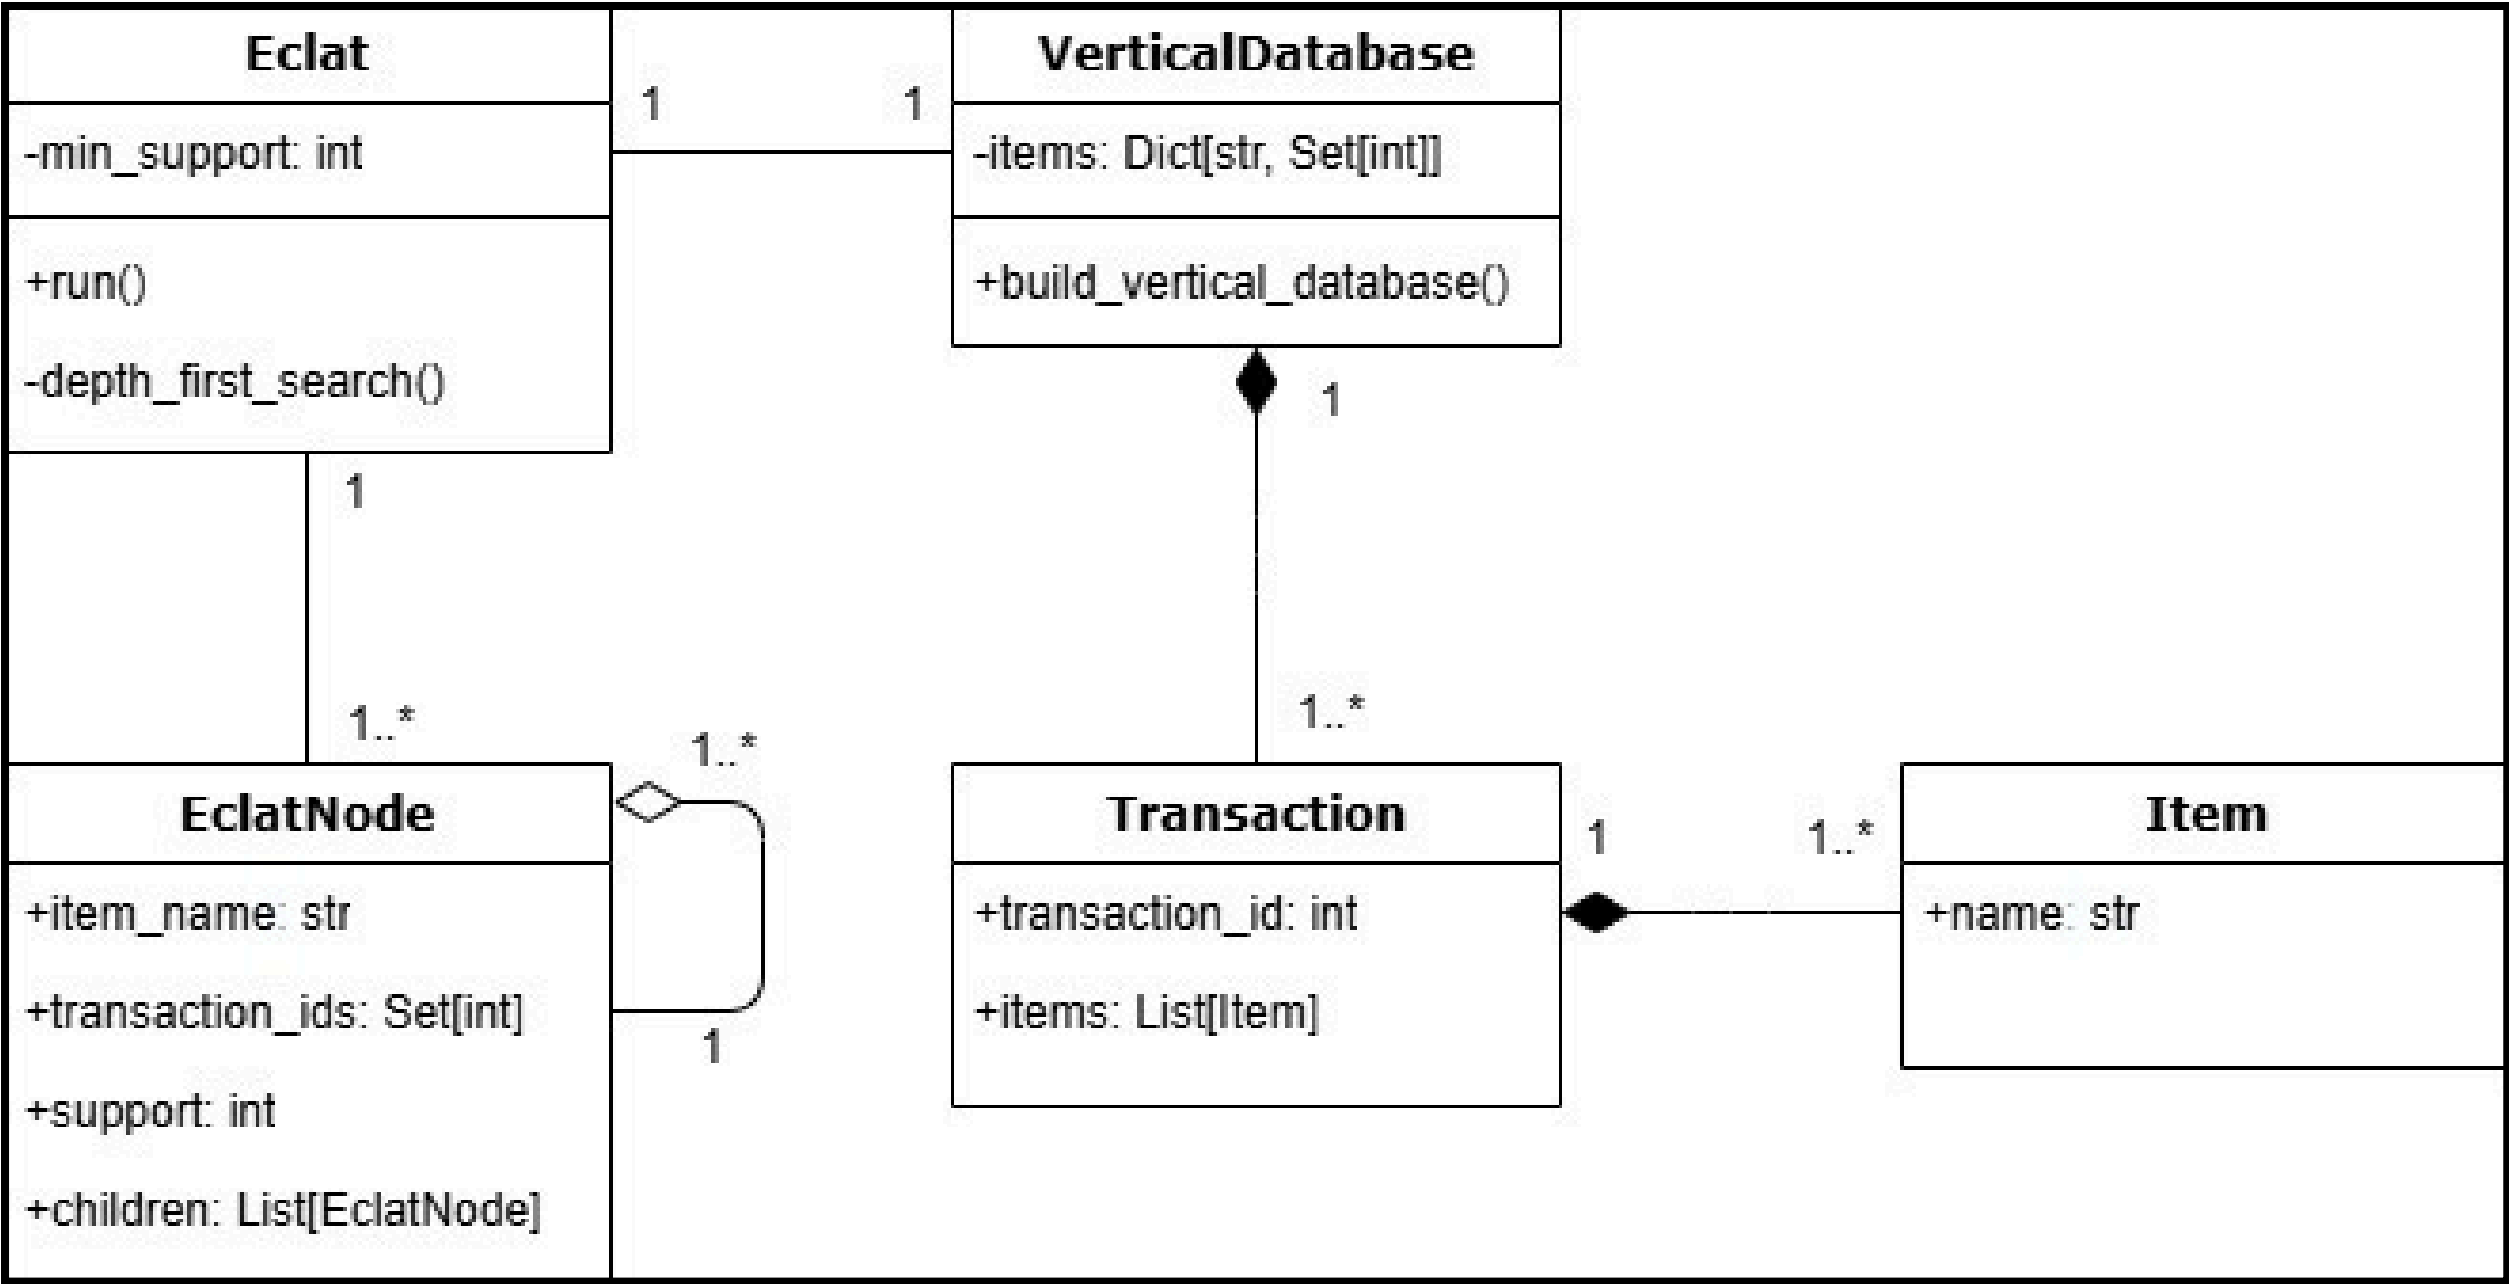 Eclat
-min_support: int
+run()
-depth_first_search()
1
1
VerticalDatabase
-items: Dict[str, Set[int]]
+build_vertical_database()
1
1..*
1
1..*
EclatNode
+item_name: str
+transaction_ids: Set[int]
+support: int
+children: List[EclatNode]
1..*
1
Transaction
+transaction_id: int
+items: List[Item]
1
1..*
Item
+name: str